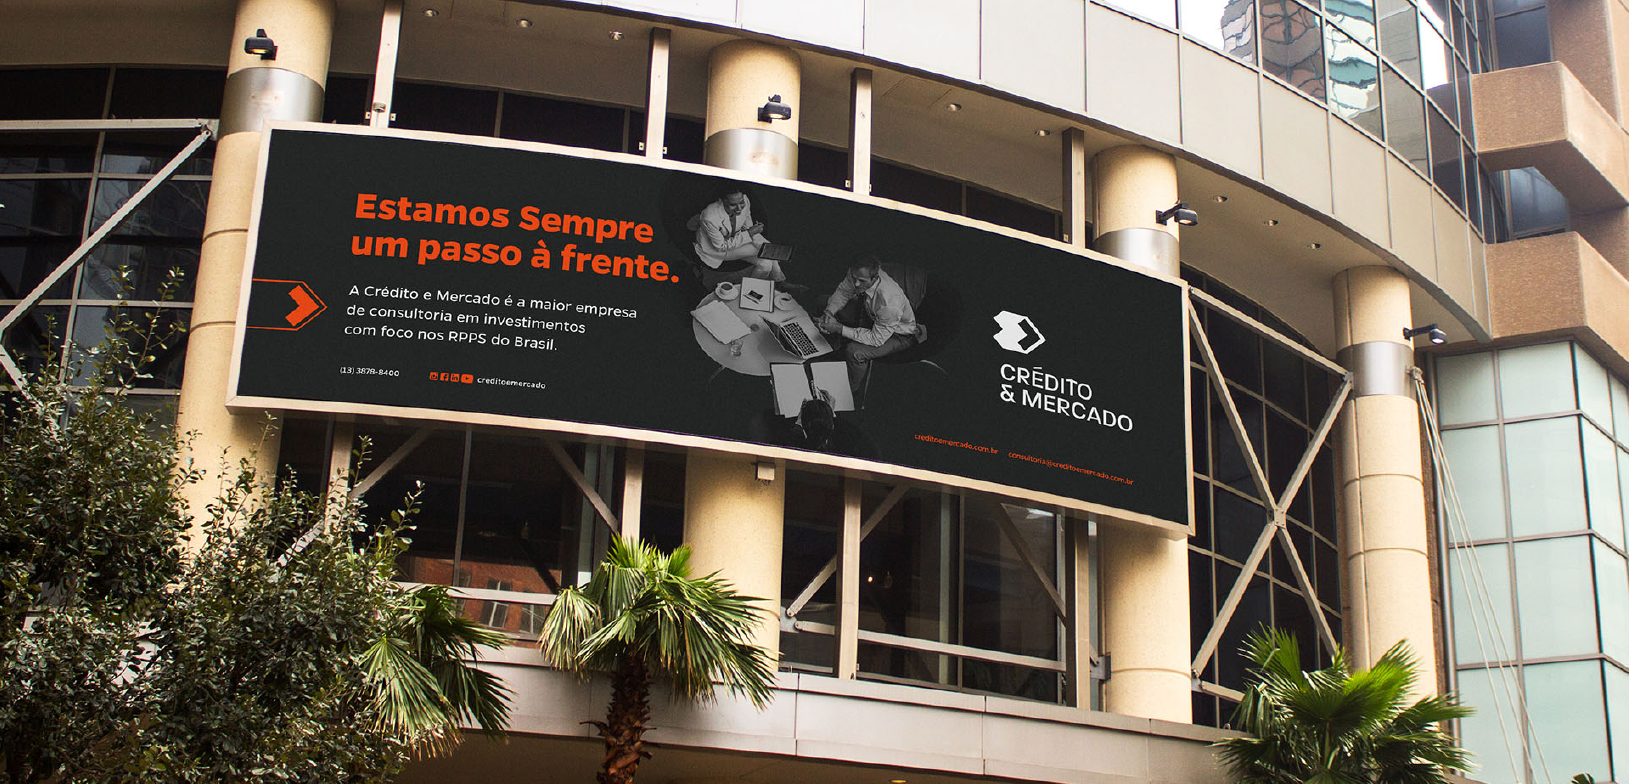 Estamos Sempre
um passo à frente.
A Crédito e Mercado é a maior empresa
de consultoria em investimentos
com foco nos RPPS do Brasil.
(13) 3878-8400
creditoemercado
CRÉDITO
& MERCADO
creditoemercado.com.br consultoria@creditoemercado.com.br